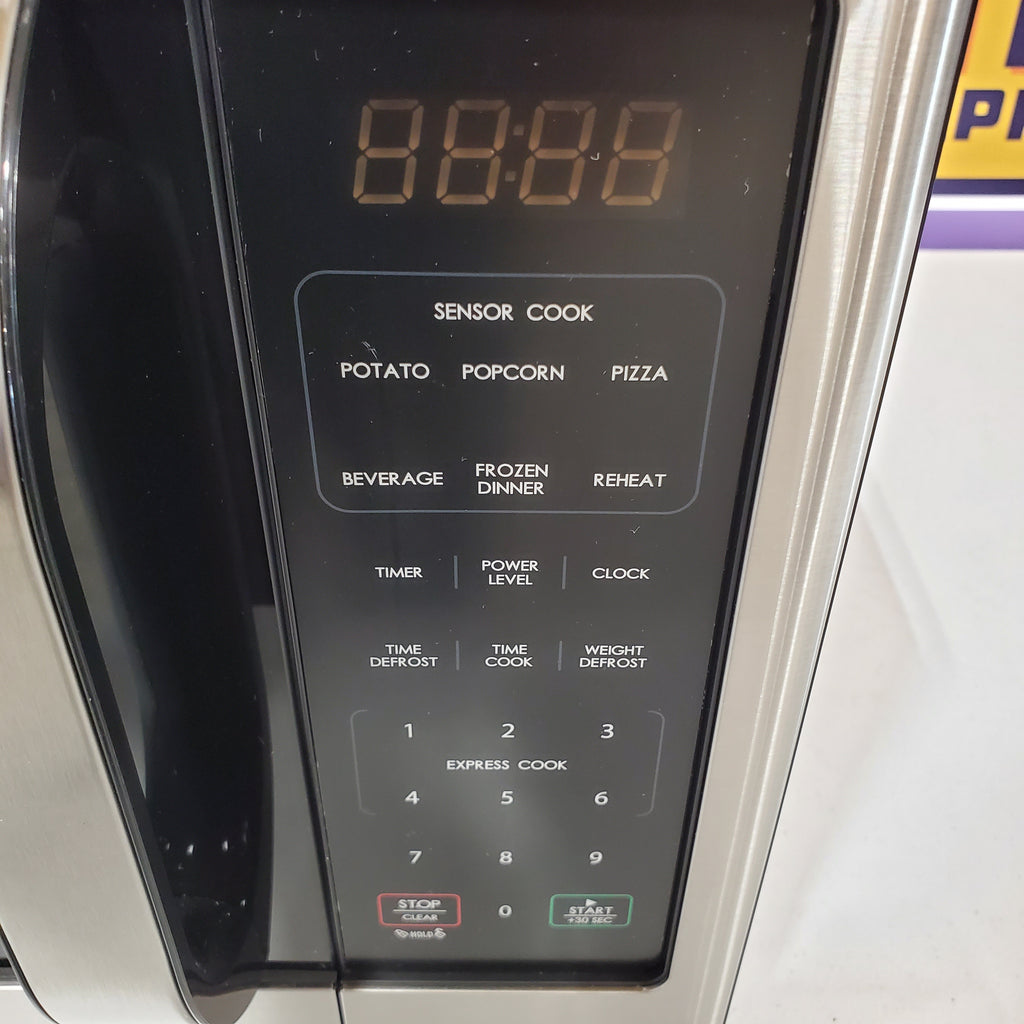 88:88
SENSOR COOK
POTATO POPCORN PIZZA
BEVERAGE FROZEN DINNER REHEAT
TIMER POWER LEVEL CLOCK
TIME DEFROST TIME COOK WEIGHT DEFROST
1 2 3
EXPRESS COOK
4 5 6
7 8 9
STOP 0 START
CLEAR +30 SEC
HOLD